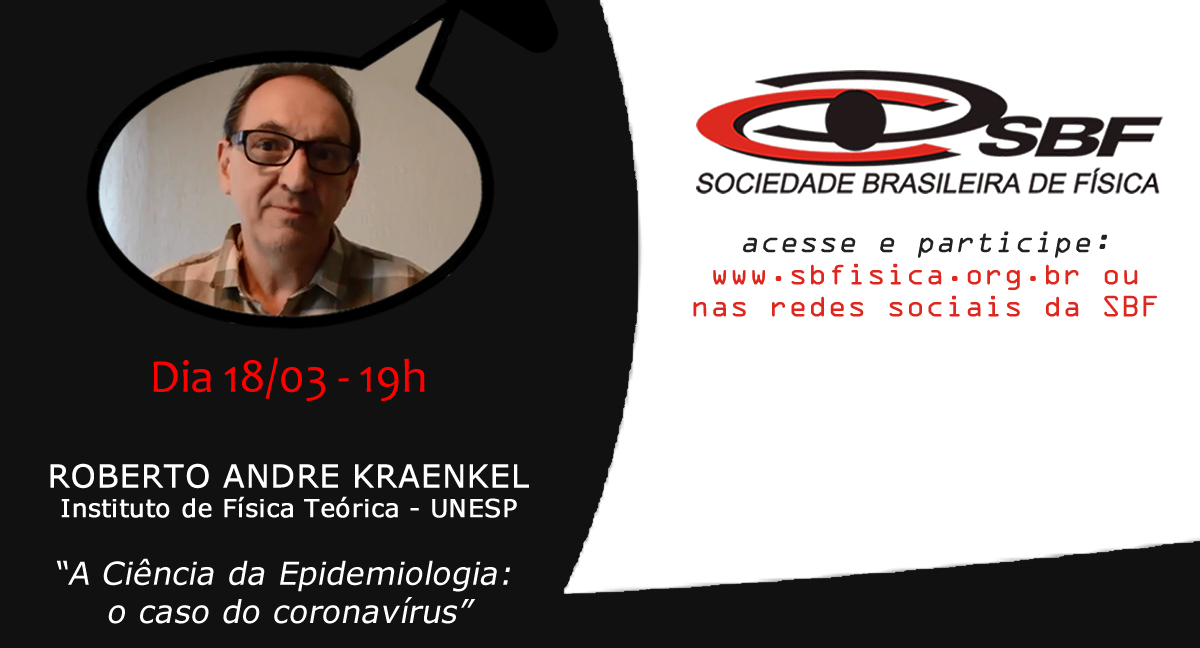 Dia 18/03 - 19h
ROBERTO ANDRE KRAENKEL
Instituto de Física Teórica - UNESP
“A Ciência da Epidemiologia:
o caso do coronavírus”
SBF
SOCIEDADE BRASILEIRA DE FÍSICA
acesse e participe:
www.sbfisica.org.br ou
nas redes sociais da SBF